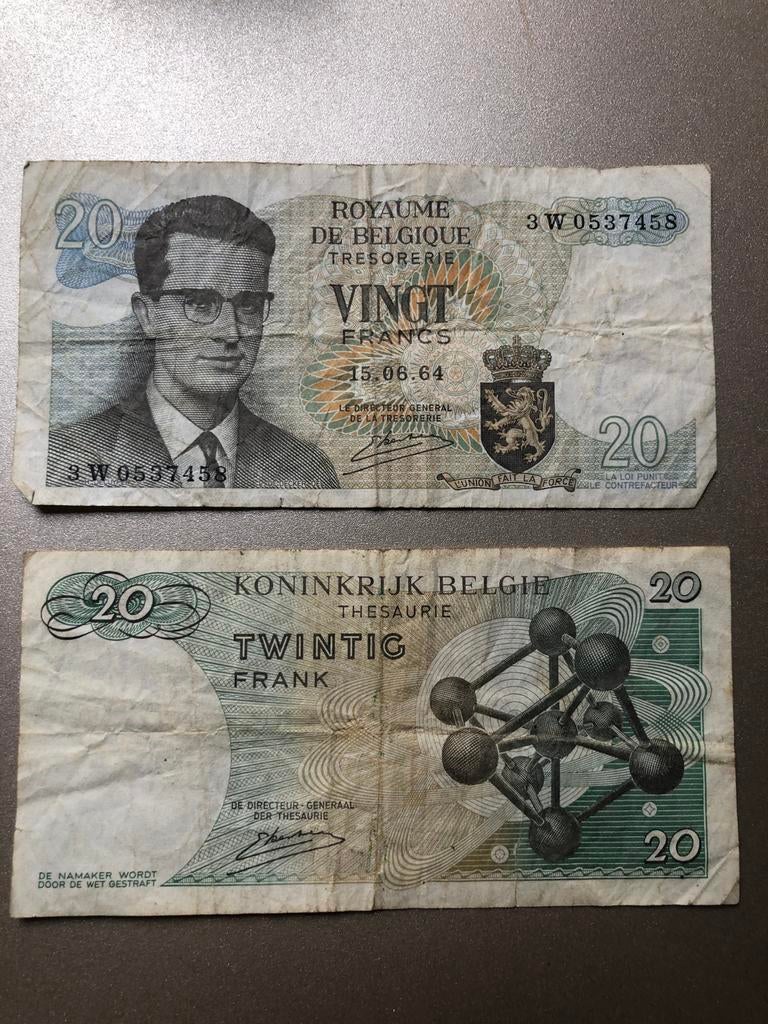 20
ROYAUME
DE BELGIQUE
TRESORERIE
3 W 0537458
VINGT
FRANCS
15.06.64
LE DIRECTEUR GENERAL
DE LA TRESORERIE
3 W 0537458
L'UNION FAIT LA FORCE
20
LA LOI PUNIT
LE CONTREFACTEUR
20
KONINKRIJK BELGIE
THESAURIE
20
TWINTIG
FRANK
DE DIRECTEUR-GENERAAL
DER THESAURIE
20
DE NAMAKER WORDT
DOOR DE WET GESTRAFT